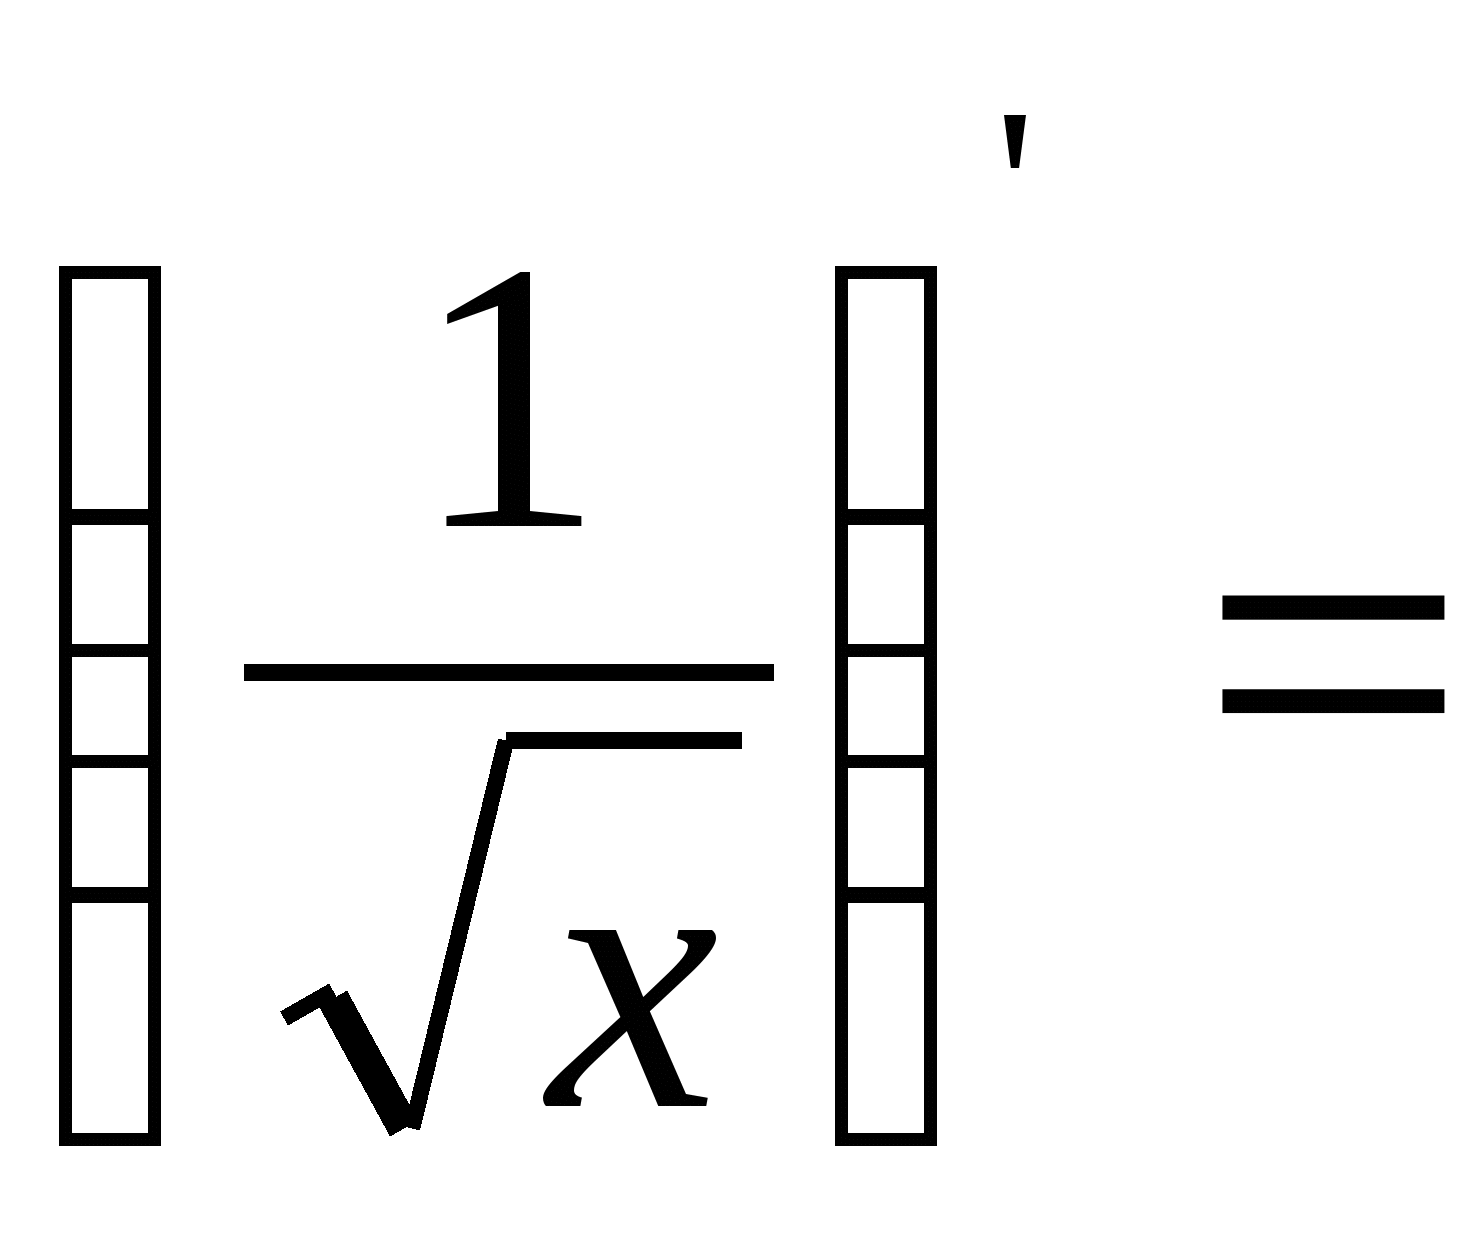 (1/√x)' =